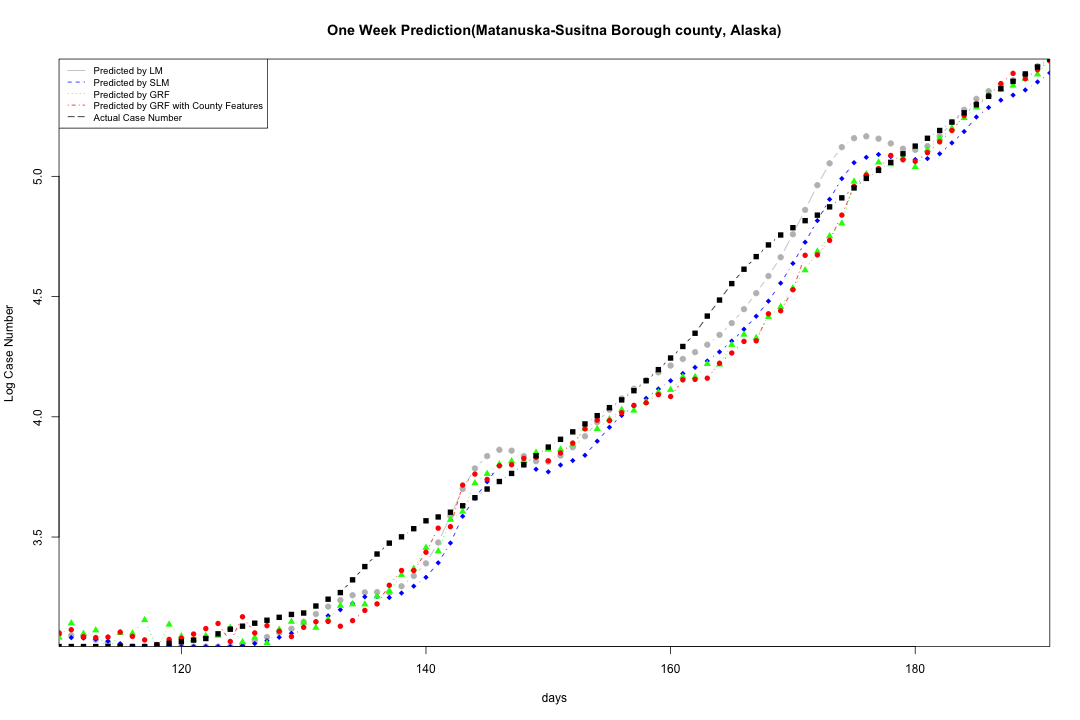 One Week Prediction(Matanuska-Susitna Borough county, Alaska)
Predicted by LM
Predicted by SLM
Predicted by GRF
Predicted by GRF with County Features
Actual Case Number
5.0
4.5
4.0
3.5
Log Case Number
120 140 160 180
days